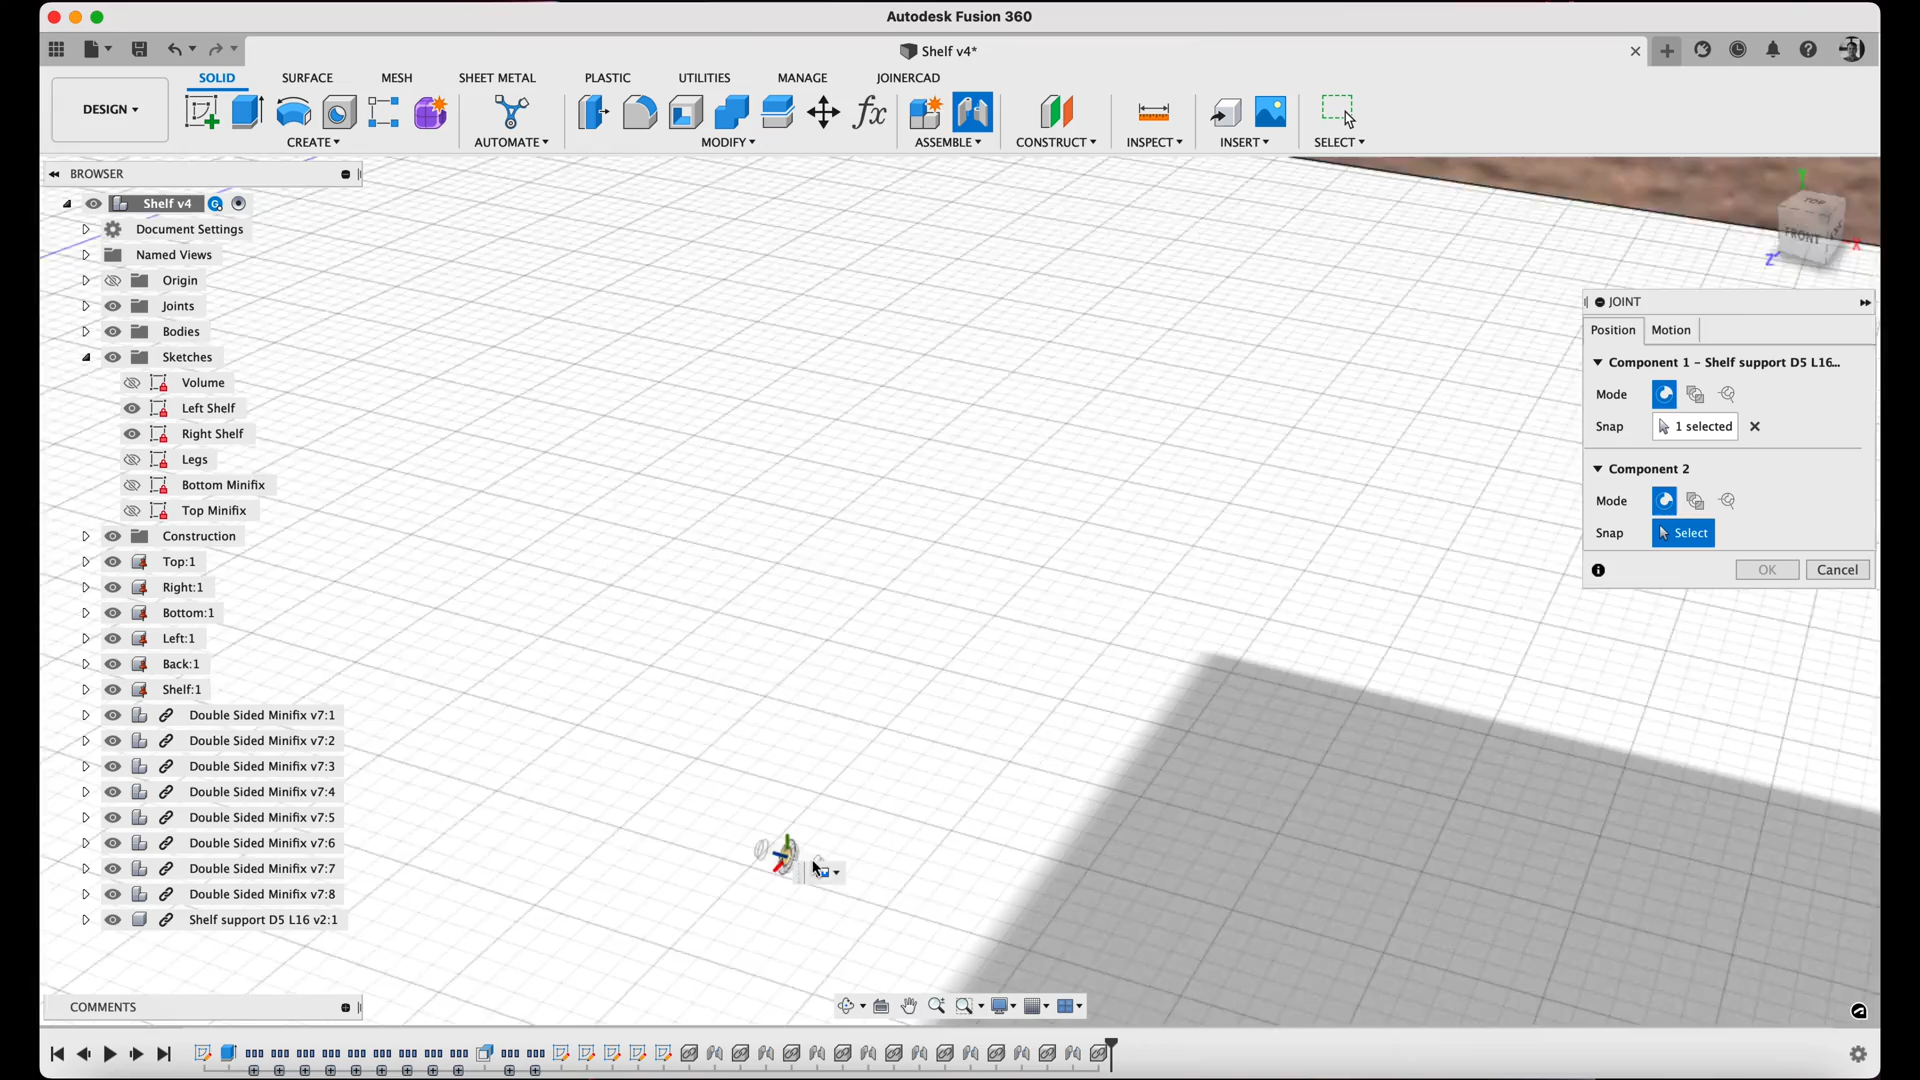 Autodesk Fusion 360
Shelf v4*
SOLID
SURFACE
MESH
SHEET METAL
PLASTIC
UTILITIES
MANAGE
JOINERCAD
DESIGN
CREATE
AUTOMATE
MODIFY
ASSEMBLE
CONSTRUCT
INSPECT
INSERT
SELECT
BROWSER
Shelf v4
Document Settings
Named Views
Origin
Joints
Bodies
Sketches
Volume
Left Shelf
Right Shelf
Legs
Bottom Minifix
Top Minifix
Construction
Top:1
Right:1
Bottom:1
Left:1
Back:1
Shelf:1
Double Sided Minifix v7:1
Double Sided Minifix v7:2
Double Sided Minifix v7:3
Double Sided Minifix v7:4
Double Sided Minifix v7:5
Double Sided Minifix v7:6
Double Sided Minifix v7:7
Double Sided Minifix v7:8
Shelf support D5 L16 v2:1
COMMENTS
TOP
FRONT
X
Z
JOINT
Position
Motion
Component 1 - Shelf support D5 L16...
Mode
Snap
1 selected
Component 2
Mode
Snap
Select
OK
Cancel